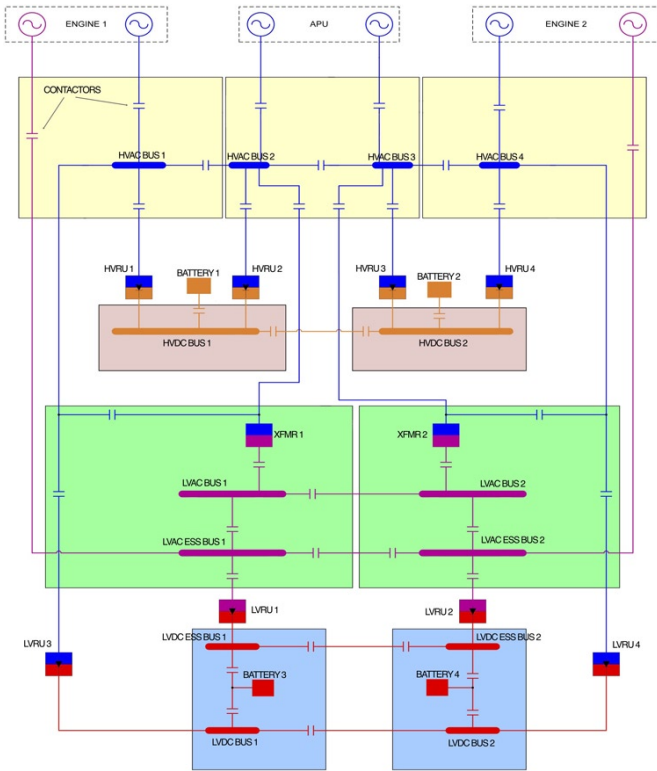 ENGINE 1
APU
ENGINE 2
CONTACTORS
HVAC BUS 1
HVAC BUS 2
HVAC BUS 3
HVAC BUS 4
HVRU 1
BATTERY 1
HVRU 2
HVRU 3
BATTERY 2
HVRU 4
HVDC BUS 1
HVDC BUS 2
XFMR 1
XFMR 2
LVAC BUS 1
LVAC BUS 2
LVAC ESS BUS 1
LVAC ESS BUS 2
LVRU 1
LVRU 2
LVDC ESS BUS 1
LVDC ESS BUS 2
LVRU 3
LVRU 4
BATTERY 3
BATTERY 4
LVDC BUS 1
LVDC BUS 2